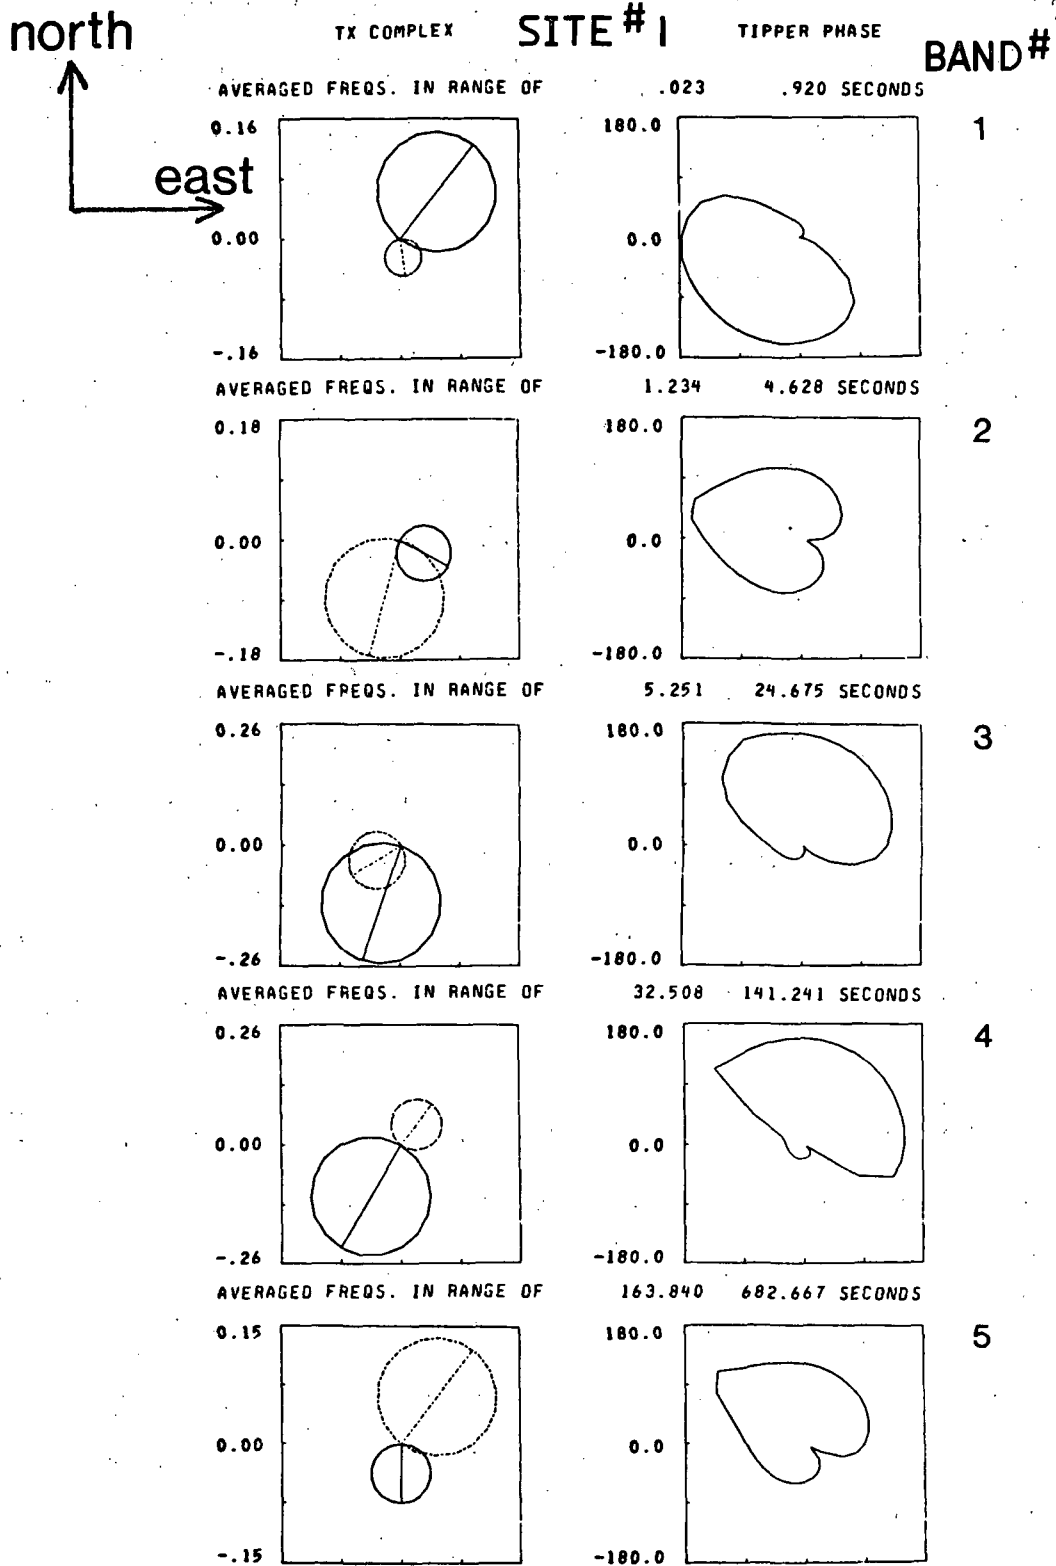 north
TX COMPLEX SITE #1 TIPPER PHASE
BAND #
AVERAGED FREQS. IN RANGE OF .023 .920 SECONDS
0.16 180.0 1
east
0.00 0.0
-.16 -180.0
AVERAGED FREQS. IN RANGE OF 1.234 4.628 SECONDS
0.18 180.0 2
0.00 0.0
-.18 -180.0
AVERAGED FREQS. IN RANGE OF 5.251 24.675 SECONDS
0.26 180.0 3
0.00 0.0
-.26 -180.0
AVERAGED FREQS. IN RANGE OF 32.508 141.241 SECONDS
0.26 180.0 4
0.00 0.0
-.26 -180.0
AVERAGED FREQS. IN RANGE OF 163.840 682.667 SECONDS
0.15 180.0 5
0.00 0.0
-.15 -180.0